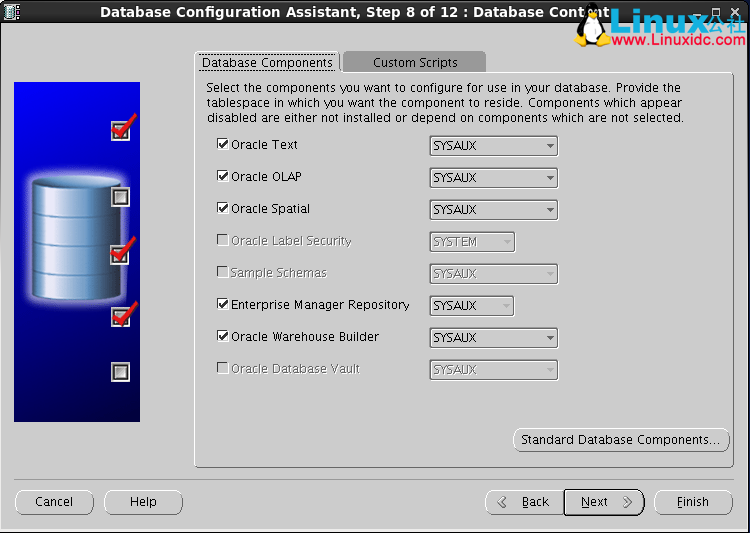 Database Configuration Assistant, Step 8 of 12 : Database Content
Linux公社
www.Linuxidc.com
Database Components
Custom Scripts
Select the components you want to configure for use in your database. Provide the
tablespace in which you want the component to reside. Components which appear
disabled are either not installed or depend on components which are not selected.
Oracle Text SYSAUX
Oracle OLAP SYSAUX
Oracle Spatial SYSAUX
Oracle Label Security SYSTEM
Sample Schemas SYSAUX
Enterprise Manager Repository SYSAUX
Oracle Warehouse Builder SYSAUX
Oracle Database Vault SYSAUX
Standard Database Components...
Cancel Help Back Next Finish